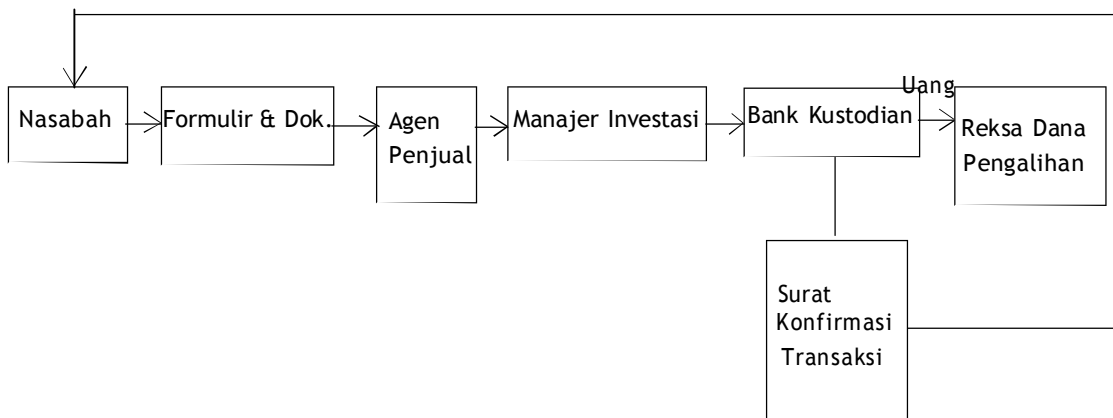 Nasabah
Formulir & Dok.
Agen
Penjual
Manajer Investasi
Bank Kustodian
Uang
Reksa Dana
Pengalihan
Surat
Konfirmasi
Transaksi